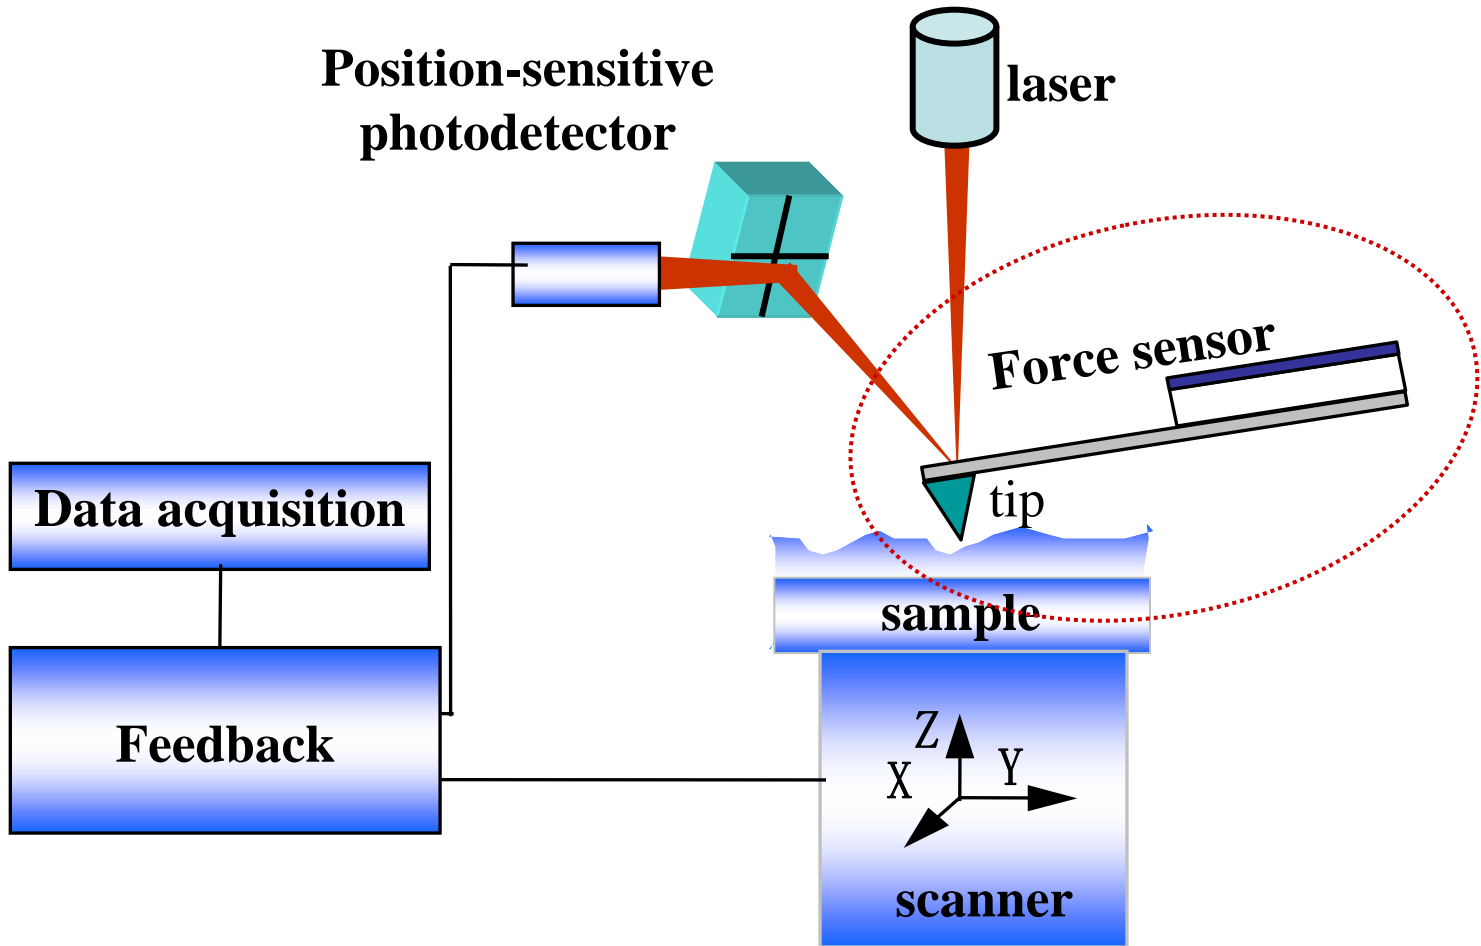 Position-sensitive
photodetector
laser
Force sensor
tip
Data acquisition
sample
Feedback
Z
X
Y
scanner